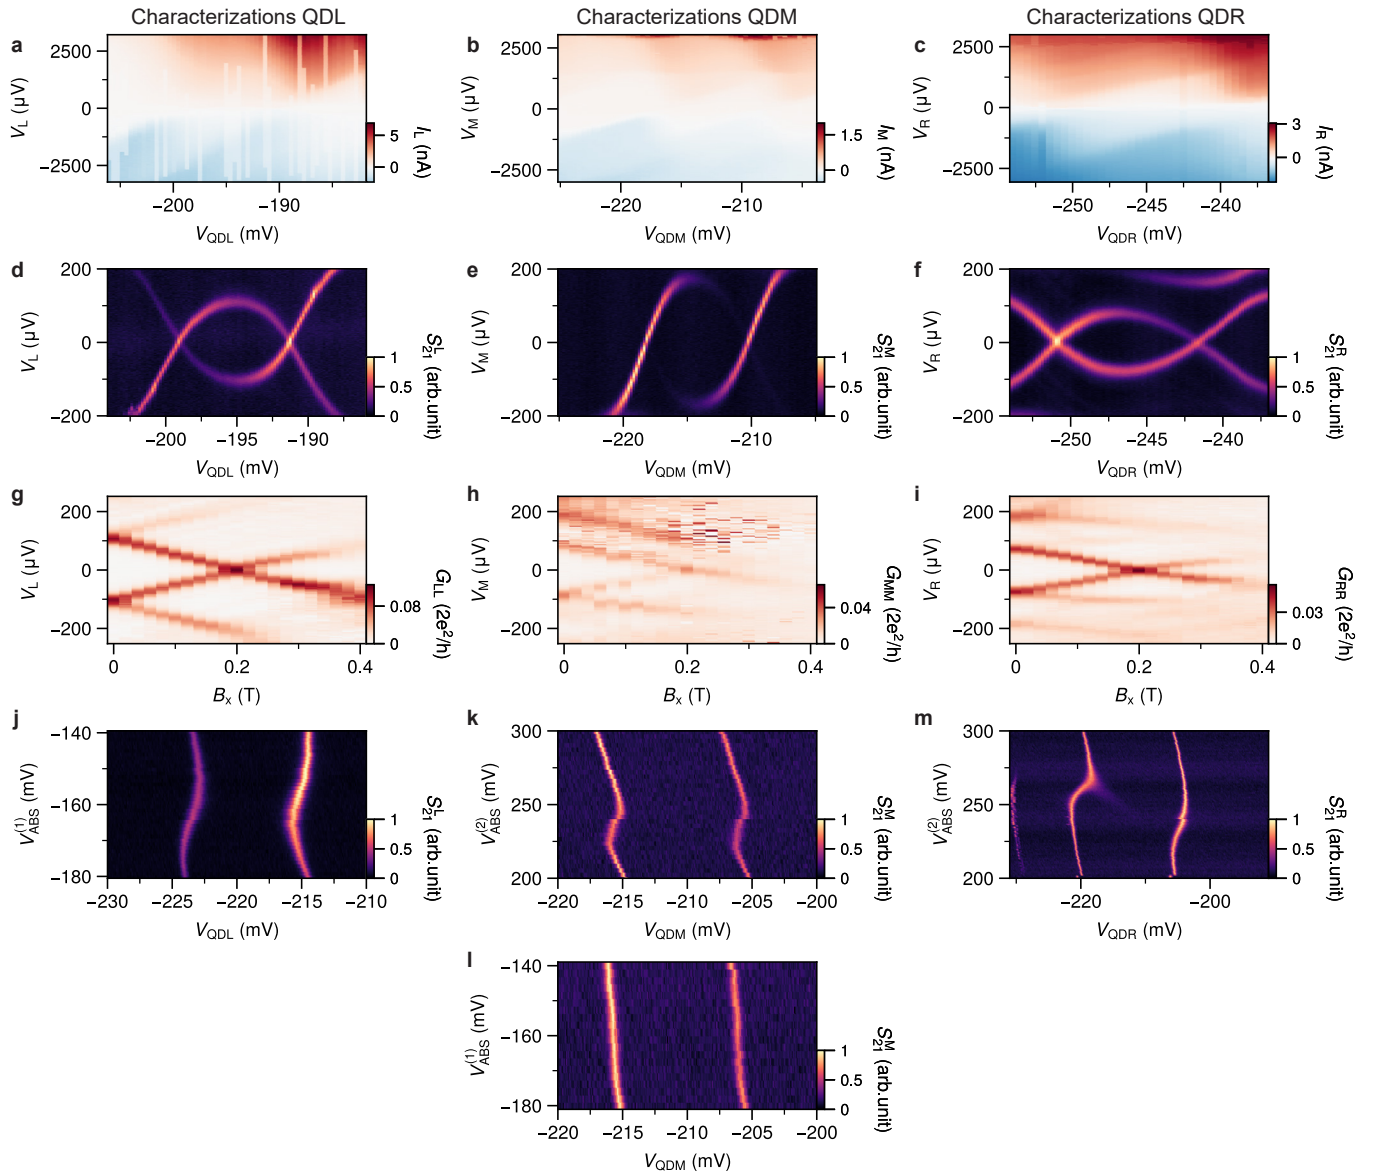 Characterizations QDL
Characterizations QDM
Characterizations QDR
a
2500
0
−2500
V_L (µV)
−200
−190
V_QDL (mV)
5
0
I_L (nA)
b
2500
0
−2500
V_M (µV)
−220
−210
V_QDM (mV)
1.5
0
I_M (nA)
c
2500
0
−2500
V_R (µV)
−250
−245
−240
V_QDR (mV)
3
0
I_R (nA)
d
200
0
−200
V_L (µV)
−200
−195
−190
V_QDL (mV)
1
0.5
0
S_21^L (arb.unit)
e
200
0
−200
V_M (µV)
−220
−210
V_QDM (mV)
1
0.5
0
S_21^M (arb.unit)
f
200
0
−200
V_R (µV)
−250
−245
−240
V_QDR (mV)
1
0.5
0
S_21^R (arb.unit)
g
200
0
−200
V_L (µV)
0
0.2
0.4
B_x (T)
0.08
0
G_LL (2e²/h)
h
200
0
−200
V_M (µV)
0
0.2
0.4
B_x (T)
0.04
0
G_MM (2e²/h)
i
200
0
−200
V_R (µV)
0
0.2
0.4
B_x (T)
0.03
0
G_RR (2e²/h)
j
−140
−160
−180
V_ABS^(1) (mV)
−230
−225
−220
−215
−210
V_QDL (mV)
1
0.5
0
S_21^L (arb.unit)
k
300
250
200
V_ABS^(2) (mV)
−220
−215
−210
−205
−200
V_QDM (mV)
1
0.5
0
S_21^M (arb.unit)
m
300
250
200
V_ABS^(2) (mV)
−220
−200
V_QDR (mV)
1
0.5
0
S_21^R (arb.unit)
l
−140
−160
−180
V_ABS^(1) (mV)
−220
−215
−210
−205
−200
V_QDM (mV)
1
0.5
0
S_21^M (arb.unit)